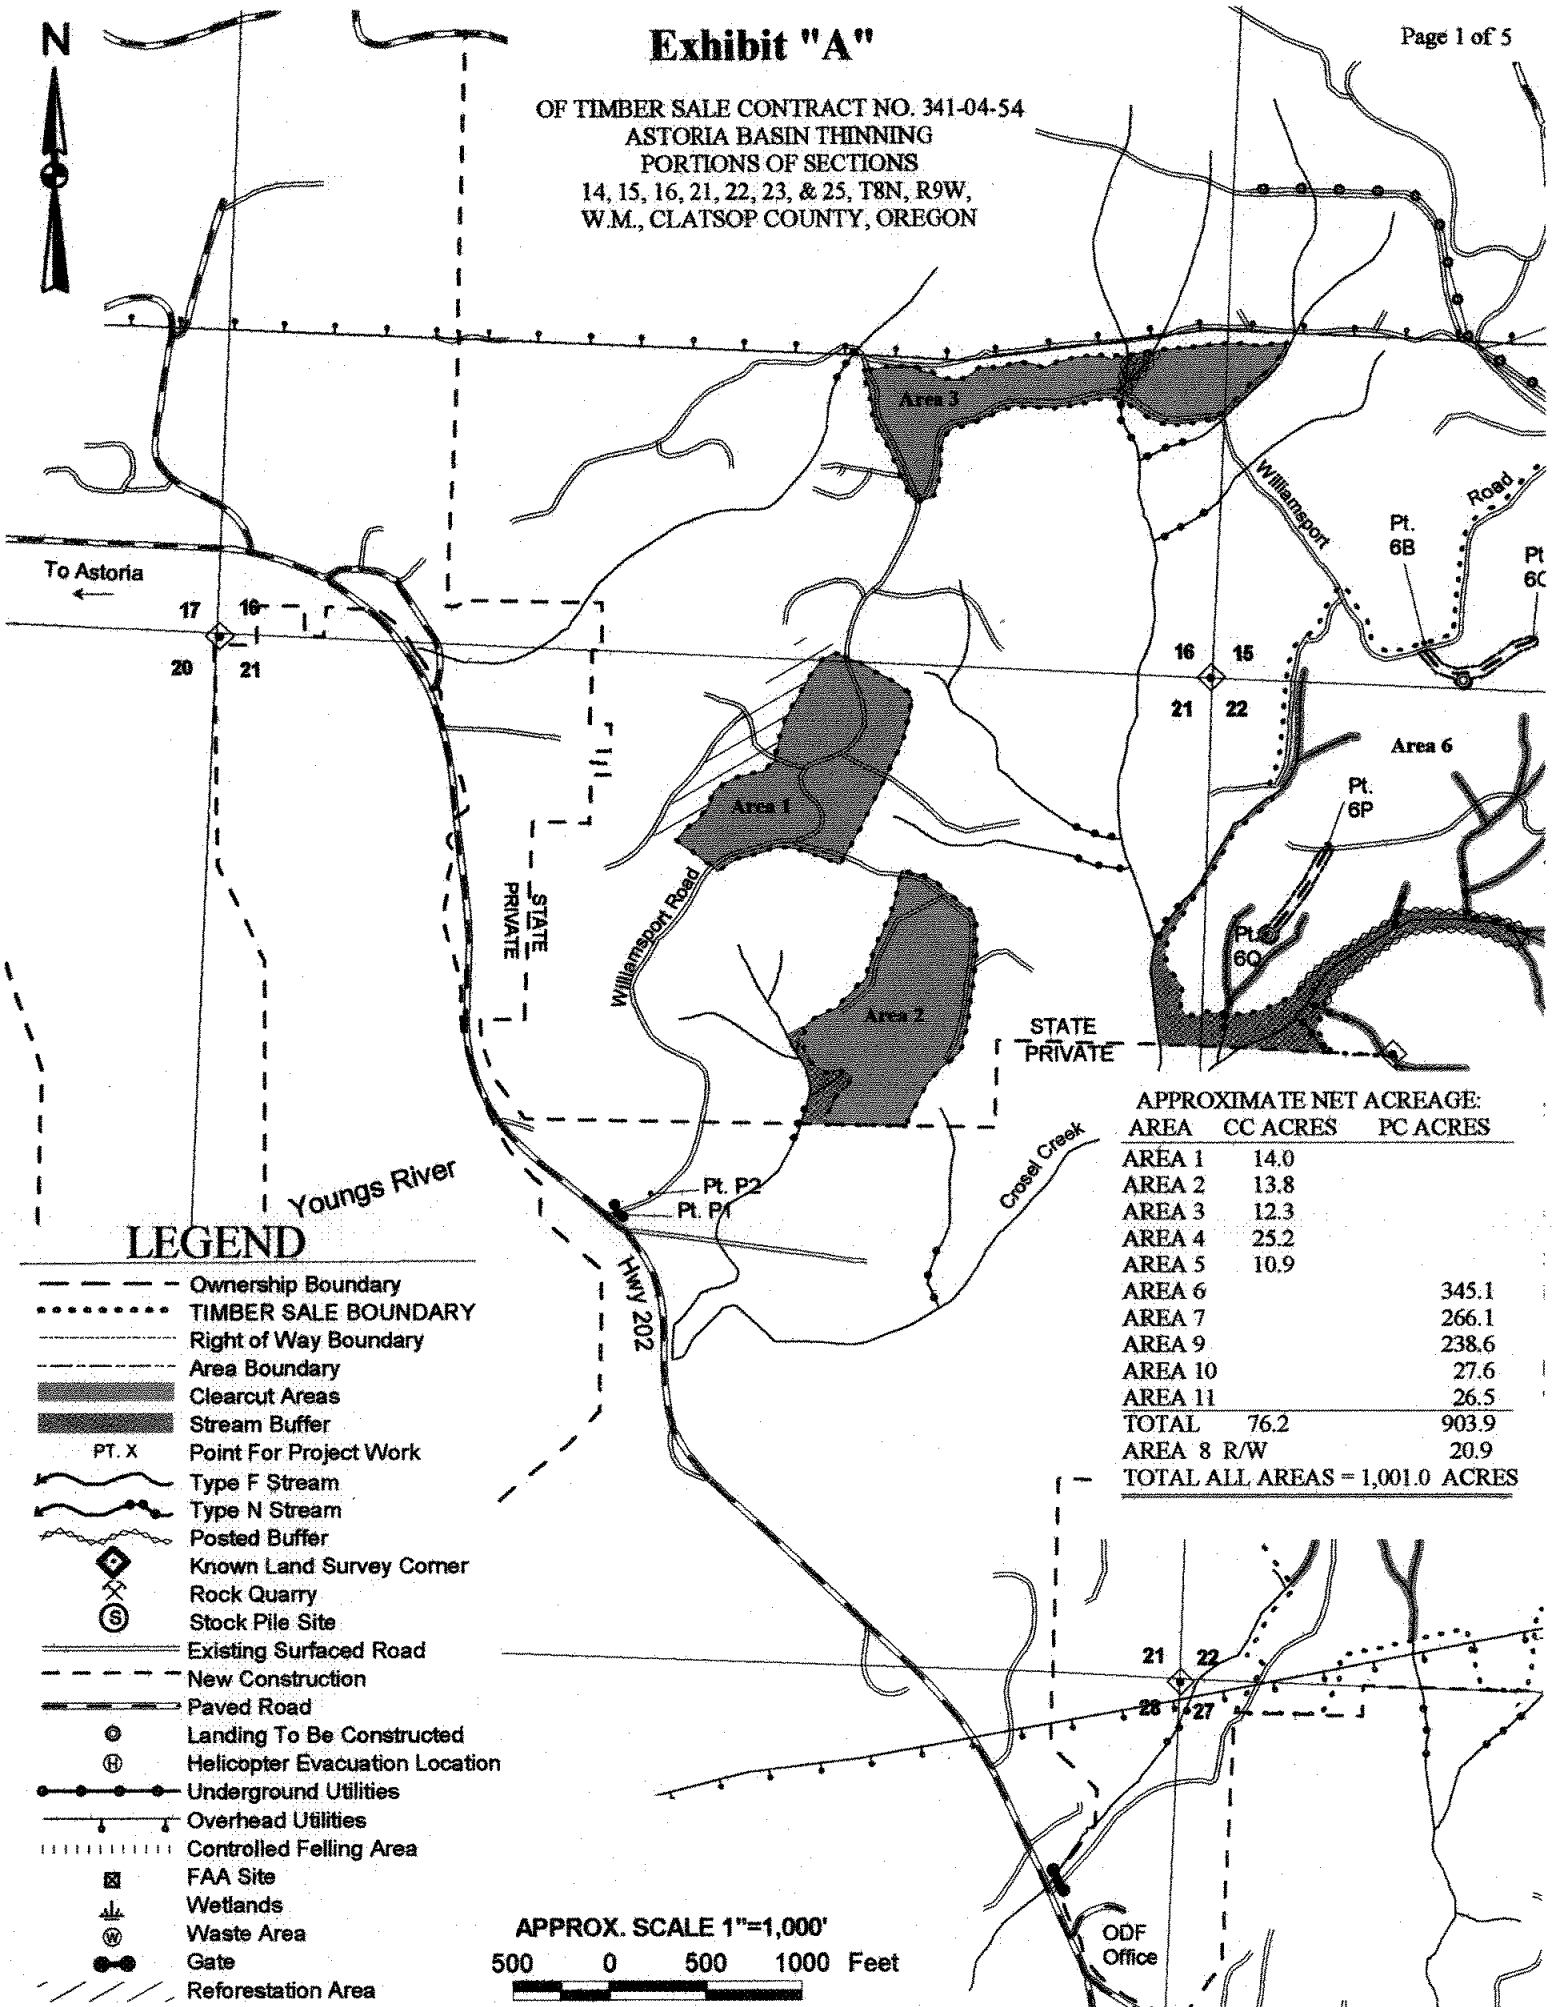 N
Exhibit "A"
Page 1 of 5
OF TIMBER SALE CONTRACT NO. 341-04-54
ASTORIA BASIN THINNING
PORTIONS OF SECTIONS
14, 15, 16, 21, 22, 23, & 25, T8N, R9W,
W.M., CLATSOP COUNTY, OREGON
Area 3
Williamsport
Road
Pt.
6B
To Astoria
17 16
20 21
16 15
21 22
Area 6
Pt.
6P
Area 1
STATE
PRIVATE
Williamsport Road
Pt.
6Q
Area 2
STATE
PRIVATE
Crosel Creek
Youngs River
Pt. P2
Pt. P1
Hwy 202
APPROXIMATE NET ACREAGE:
AREA CC ACRES PC ACRES
AREA 1 14.0
AREA 2 13.8
AREA 3 12.3
AREA 4 25.2
AREA 5 10.9
AREA 6 345.1
AREA 7 266.1
AREA 9 238.6
AREA 10 27.6
AREA 11 26.5
TOTAL 76.2 903.9
AREA 8 R/W 20.9
TOTAL ALL AREAS = 1,001.0 ACRES
LEGEND
Ownership Boundary
TIMBER SALE BOUNDARY
Right of Way Boundary
Area Boundary
Clearcut Areas
Stream Buffer
PT. X Point For Project Work
Type F Stream
Type N Stream
Posted Buffer
Known Land Survey Corner
Rock Quarry
S Stock Pile Site
Existing Surfaced Road
New Construction
Paved Road
Landing To Be Constructed
H Helicopter Evacuation Location
Underground Utilities
Overhead Utilities
Controlled Felling Area
FAA Site
Wetlands
W Waste Area
Gate
Reforestation Area
21 22
28 27
ODF
Office
APPROX. SCALE 1"=1,000'
500 0 500 1000 Feet